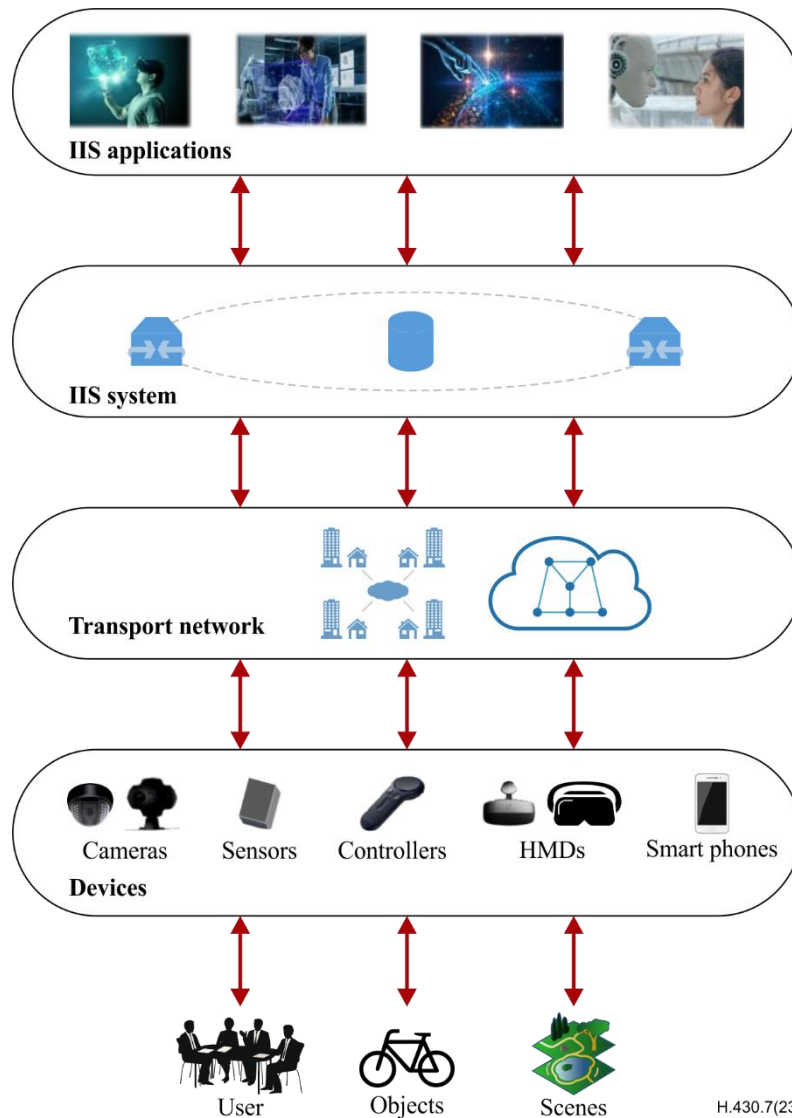 IIS applications
IIS system
Transport network
Cameras Sensors Controllers HMDs Smart phones
Devices
User Objects Scenes
H.430.7(23